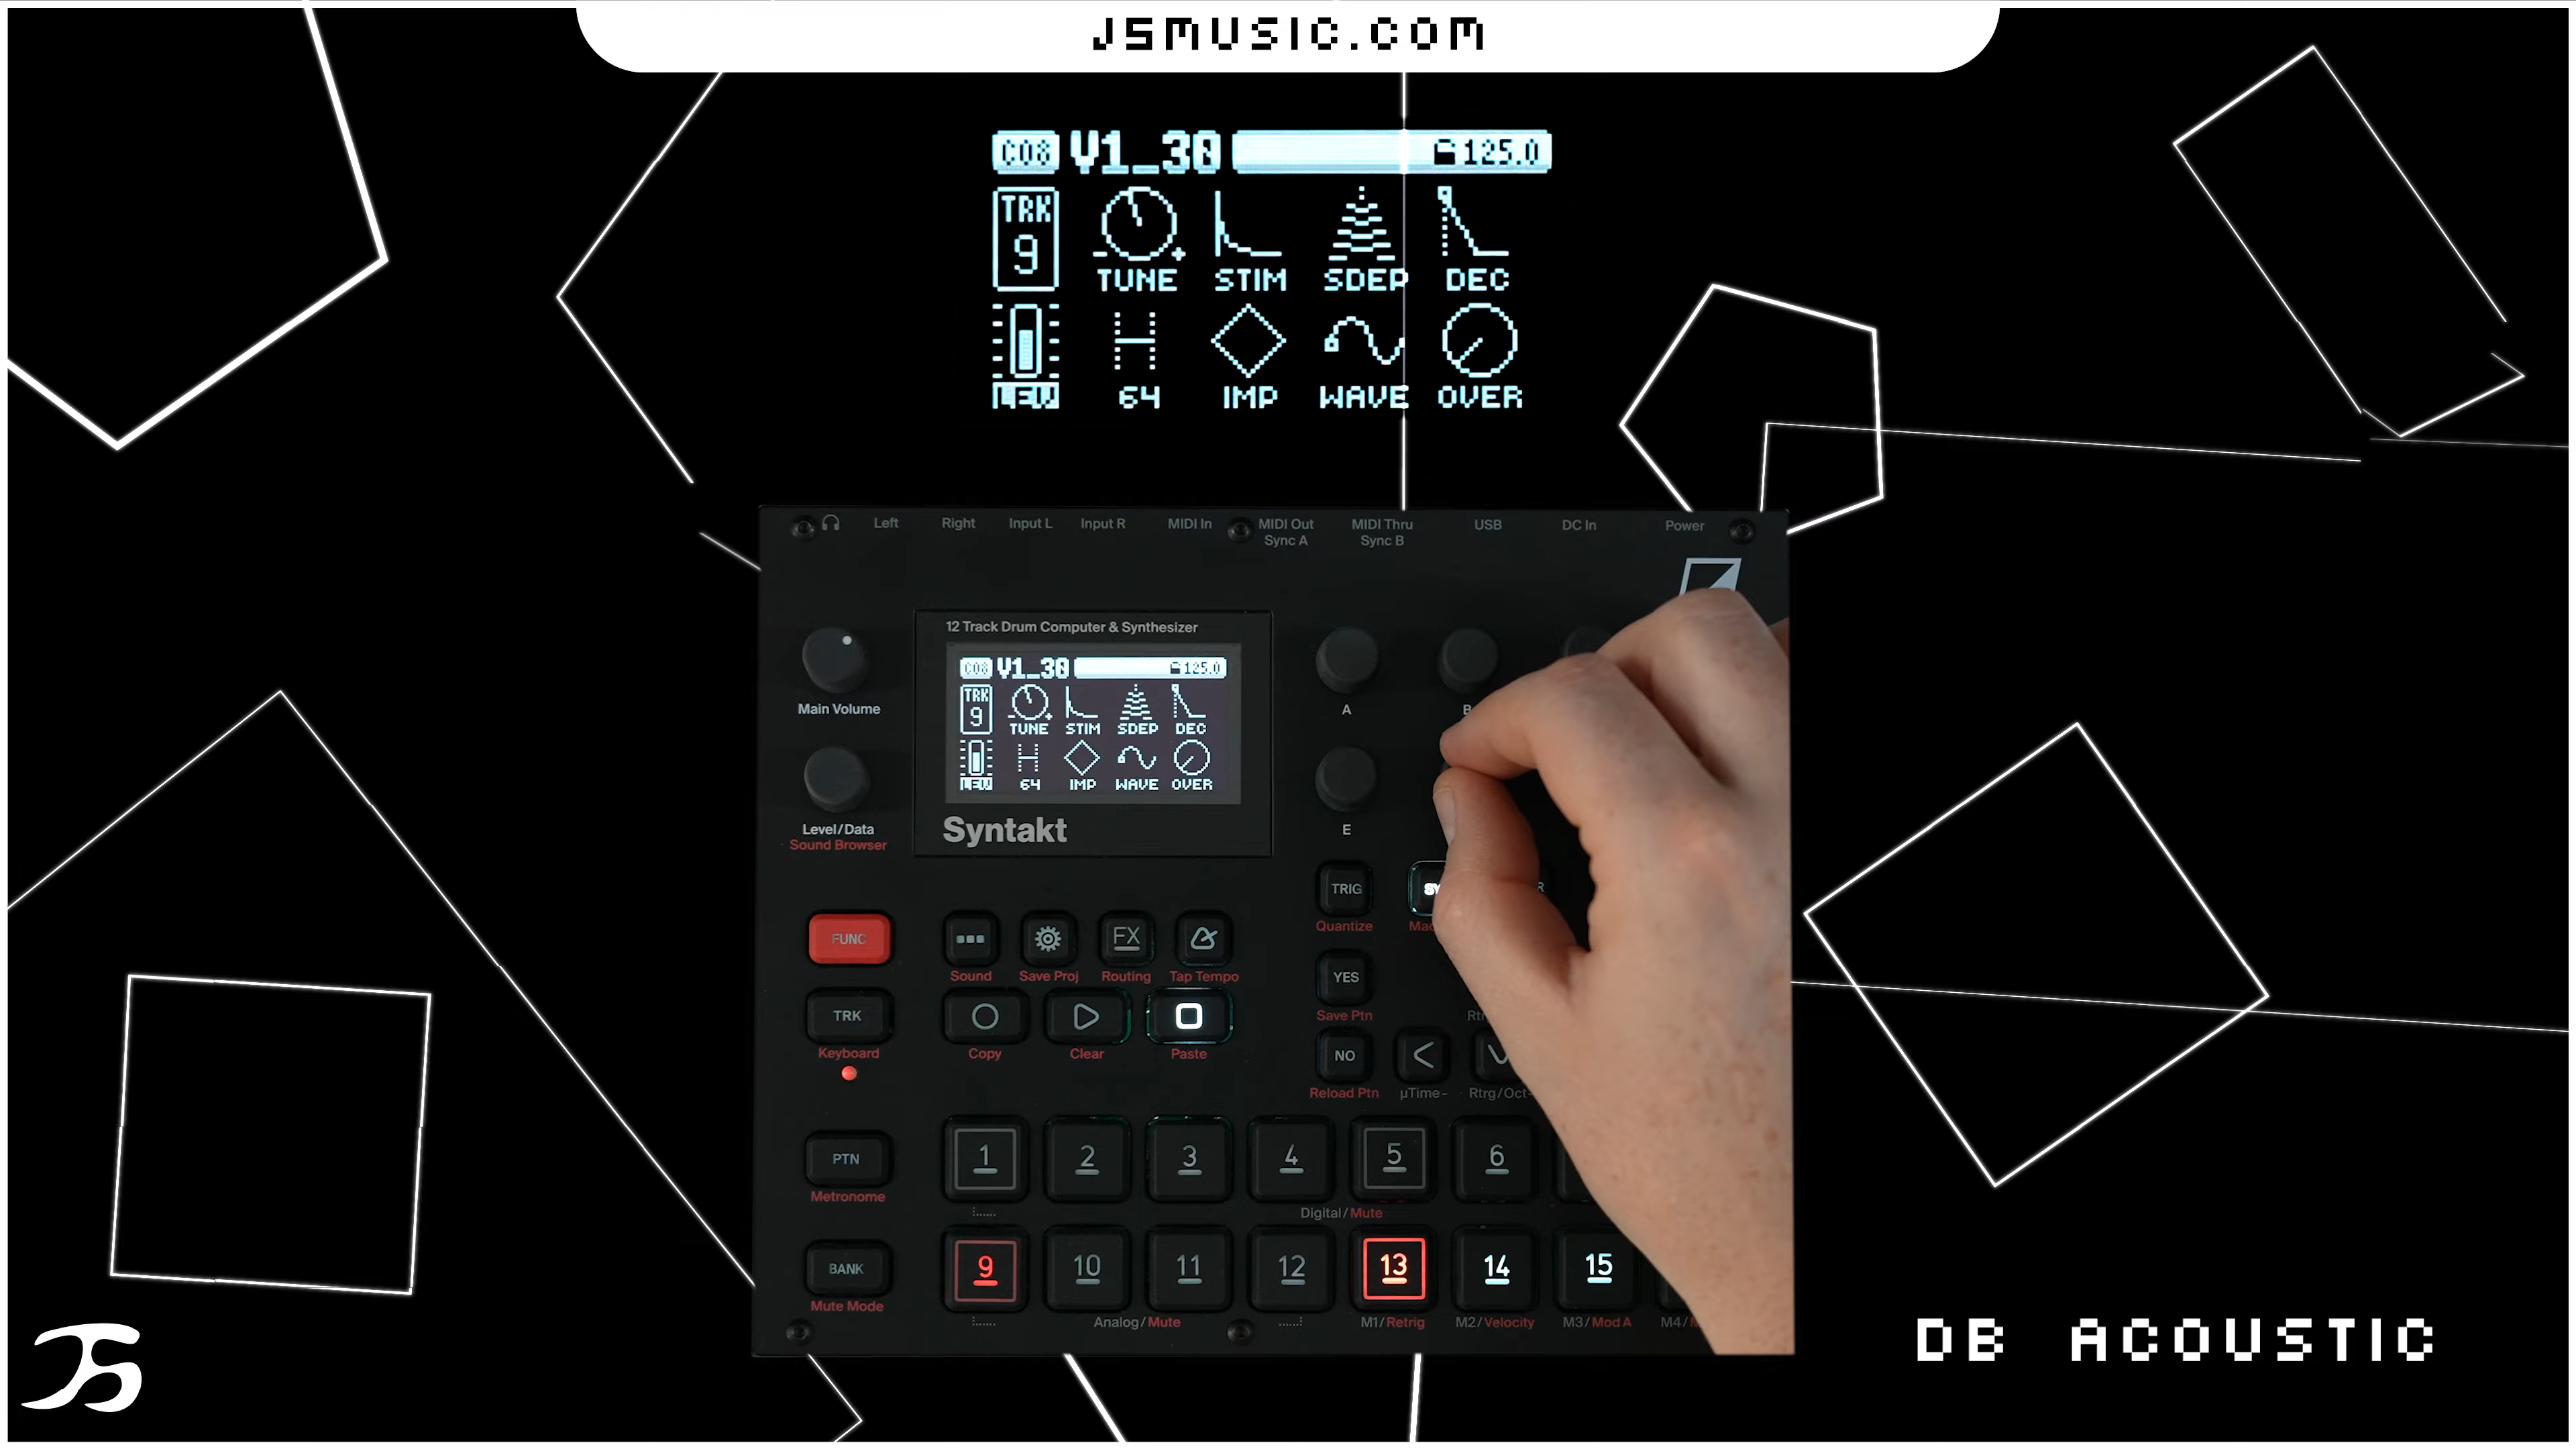 JSMUSIC.COM
C08 V1_30 125.0
TRK
9
TUNE STIM SDEP DEC
LEV 64 IMP WAVE OVER
Left Right Input L Input R MIDI In MIDI Out MIDI Thru USB DC In Power
Sync A Sync B
12 Track Drum Computer & Synthesizer
C08 V1_30 125.0
TRK
9
TUNE STIM SDEP DEC
LEV 64 IMP WAVE OVER
Main Volume
A B
Level/Data
Sound Browser
Syntakt
E
TRIG
Quantize
FUNC FX
Sound Save Proj Routing Tap Tempo
YES
Save Ptn
TRK
Keyboard
Copy Clear Paste
NO
Reload Ptn µTime- Rtrg/Oct-
PTN
Metronome
1 2 3 4 5 6
Digital/Mute
BANK
Mute Mode
9 10 11 12 13 14 15
Analog/Mute M1/Retrig M2/Velocity M3/Mod A M4/
JS
DB ACOUSTIC